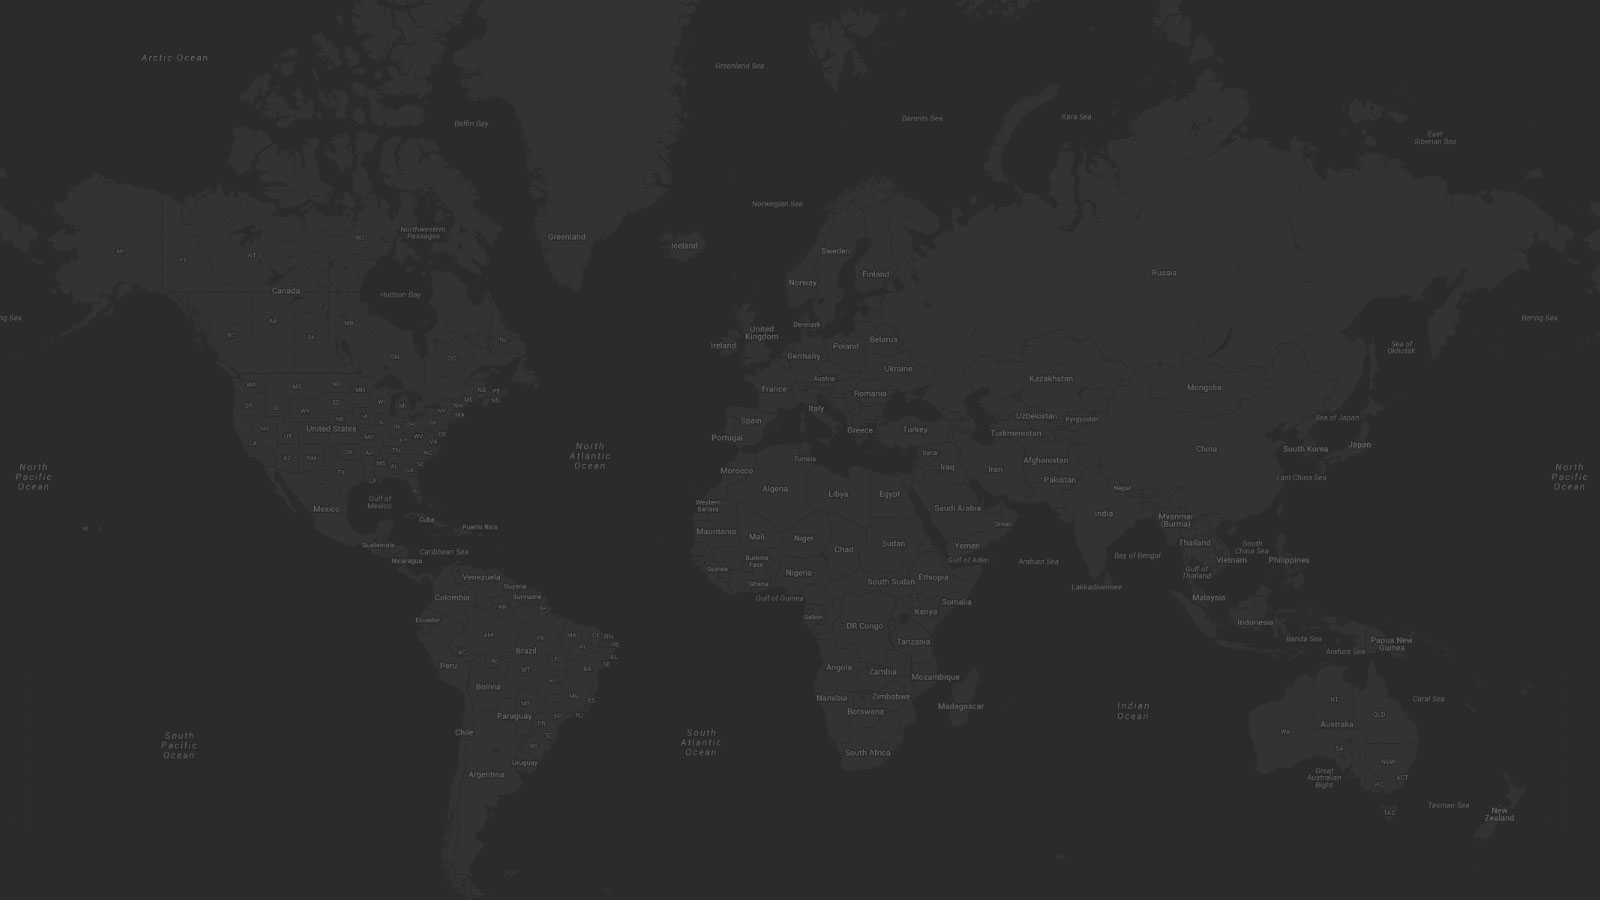 Arctic Ocean
Greenland Sea
Baffin Bay
Barents Sea
Kara Sea
East
Siberian Sea
Norwegian Sea
Northwestern
Passages
NU
Greenland
Iceland
AK
YT
NT
Sweden
Finland
Norway
Russia
Canada
Hudson Bay
ng Sea
Bering Sea
BC
AB
SK
MB
ON
QC
NL
United
Kingdom
Ireland
Denmark
Belarus
Poland
Germany
Ukraine
Sea of
Okhotsk
Austria
France
Romania
Kazakhstan
Mongolia
WA
MT
ND
MN
NB
PE
NS
ME
OR
ID
WY
SD
WI
MI
NH
MA
NY
Italy
Spain
Portugal
Greece
Turkey
Uzbekistan
Kyrgyzstan
Turkmenistan
Sea of Japan
Japan
South Korea
China
NV
UT
NE
IA
IL
IN
OH
PA
United States
CA
MO
KY
WV
VA
DE
AZ
NM
OK
AR
TN
NC
TX
MS
AL
GA
SC
LA
FL
North
Pacific
Ocean
North
Atlantic
Ocean
Tunisia
Morocco
Syria
Iraq
Iran
Afghanistan
Pakistan
Nepal
East China Sea
North
Pacific
Ocean
Algeria
Libya
Egypt
Western
Sahara
Saudi Arabia
Oman
India
Myanmar
(Burma)
Gulf of
Mexico
Mexico
Cuba
Puerto Rico
HI
Guatemala
Caribbean Sea
Nicaragua
Mauritania
Mali
Niger
Chad
Sudan
Yemen
Gulf of Aden
Arabian Sea
Bay of Bengal
Thailand
South
China Sea
Vietnam
Philippines
Gulf of
Thailand
Burkina
Faso
Guinea
Ghana
Nigeria
Gulf of Guinea
South Sudan
Ethiopia
Somalia
Lakkadivensee
Malaysia
Venezuela
Guyana
Suriname
Colombia
RR
AP
Ecuador
Gabon
DR Congo
Kenya
Tanzania
Indonesia
Banda Sea
Arafura Sea
Papua New
Guinea
AM
PA
MA
CE
RN
PB
PI
AL
SE
Brazil
AC
RO
TO
BA
MT
Peru
GO
Bolivia
MG
ES
MS
Paraguay
SP
RJ
PR
SC
RS
Chile
Uruguay
Argentina
Angola
Zambia
Mozambique
Namibia
Zimbabwe
Botswana
Madagascar
South Africa
South
Pacific
Ocean
South
Atlantic
Ocean
Indian
Ocean
Coral Sea
NT
QLD
Australia
WA
SA
NSW
ACT
VIC
Great
Australian
Bight
Tasman Sea
TAS
New
Zealand